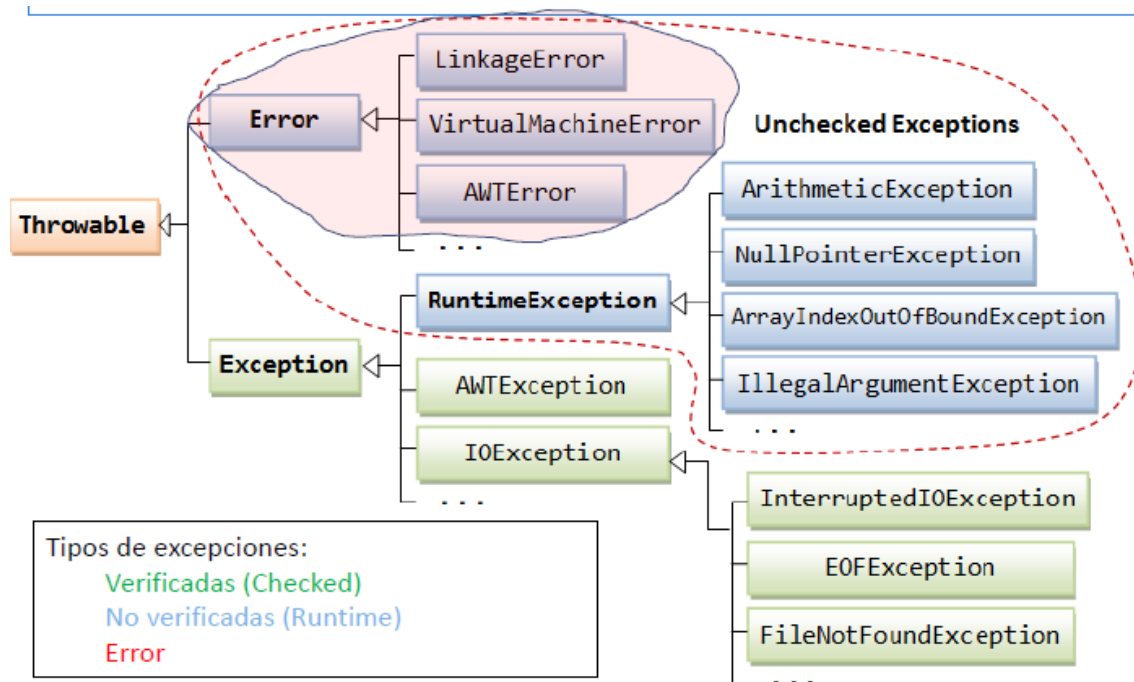 LinkageError
Error
VirtualMachineError
Unchecked Exceptions
AWTError
ArithmeticException
Throwable
...
NullPointerException
RuntimeException
ArrayIndexOutOfBoundException
Exception
AWTException
IllegalArgumentException
...
IOException
...
InterruptedIOException
EOFException
FileNotFoundException
...
Tipos de excepciones:
Verificadas (Checked)
No verificadas (Runtime)
Error